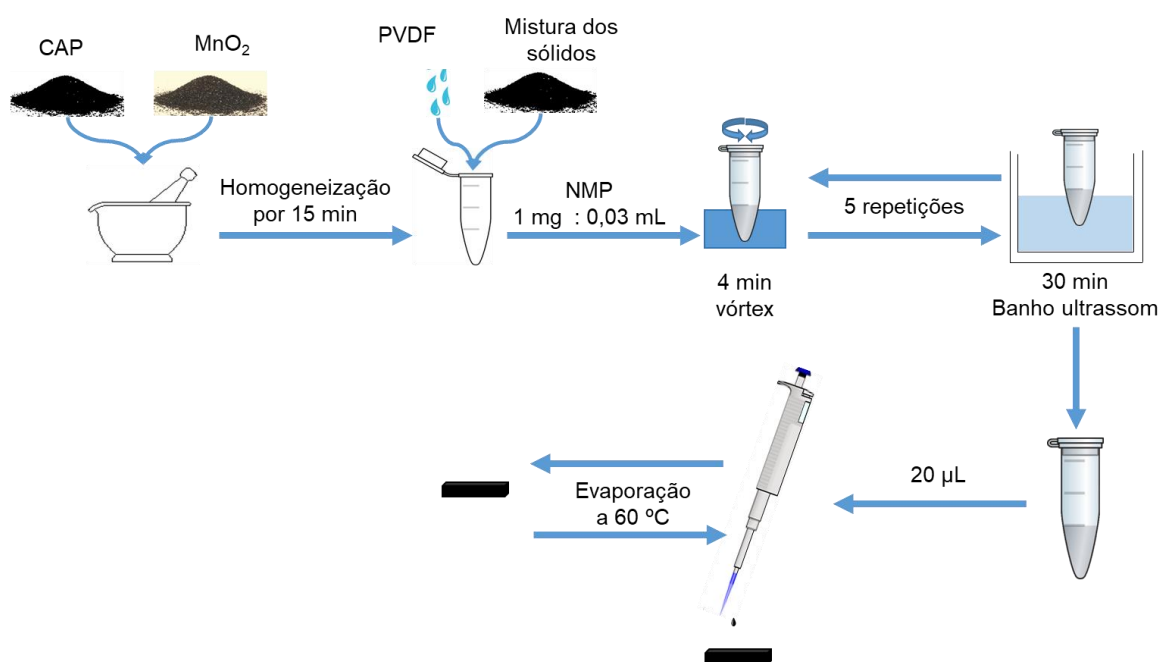 CAP
MnO₂
PVDF
Mistura dos
sólidos
Homogeneização
por 15 min
NMP
1 mg : 0,03 mL
5 repetições
4 min
vórtex
30 min
Banho ultrassom
20 µL
Evaporação
a 60 ºC